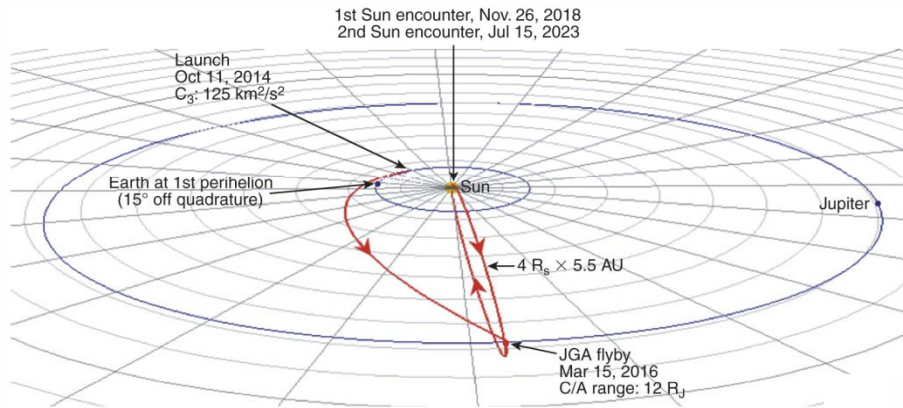 1st Sun encounter, Nov. 26, 2018
2nd Sun encounter, Jul 15, 2023
Launch
Oct 11, 2014
C₃: 125 km²/s²
Earth at 1st perihelion
(15° off quadrature)
Sun
Jupiter
4 Rₛ × 5.5 AU
JGA flyby
Mar 15, 2016
C/A range: 12 R_J